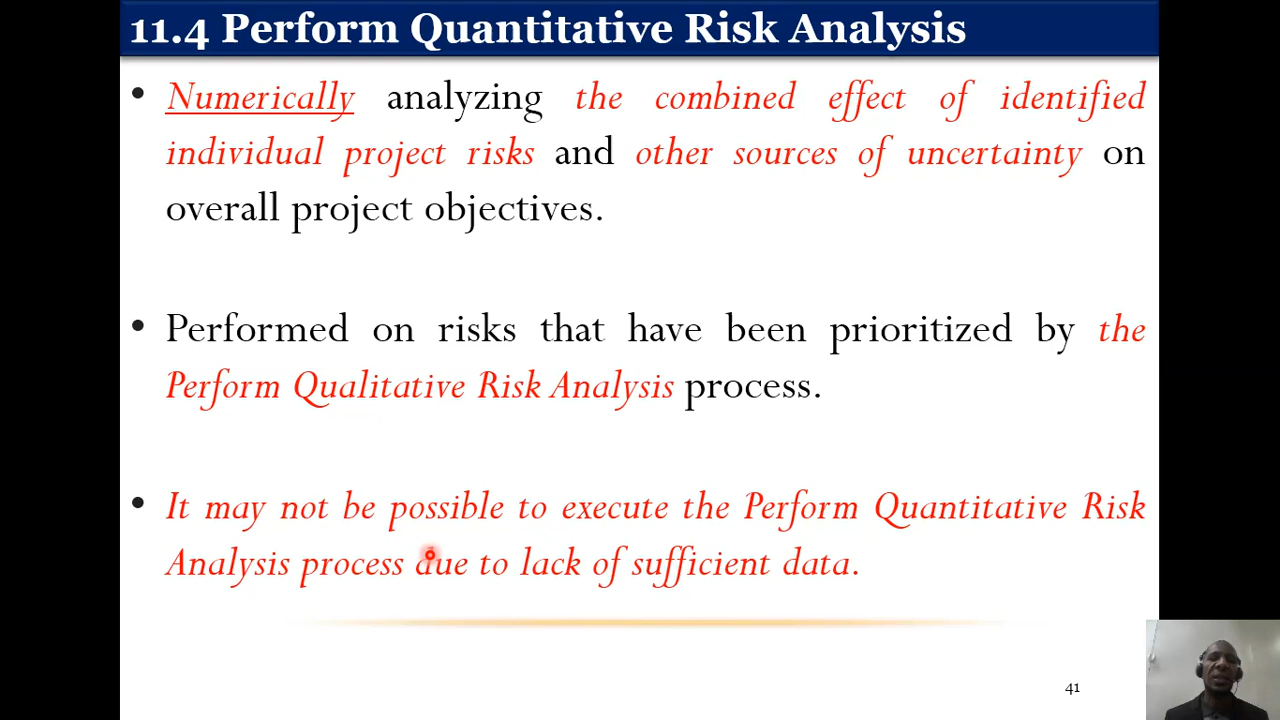 11.4 Perform Quantitative Risk Analysis
• Numerically analyzing the combined effect of identified
individual project risks and other sources of uncertainty on
overall project objectives.
• Performed on risks that have been prioritized by the
Perform Qualitative Risk Analysis process.
• It may not be possible to execute the Perform Quantitative Risk
Analysis process due to lack of sufficient data.
41